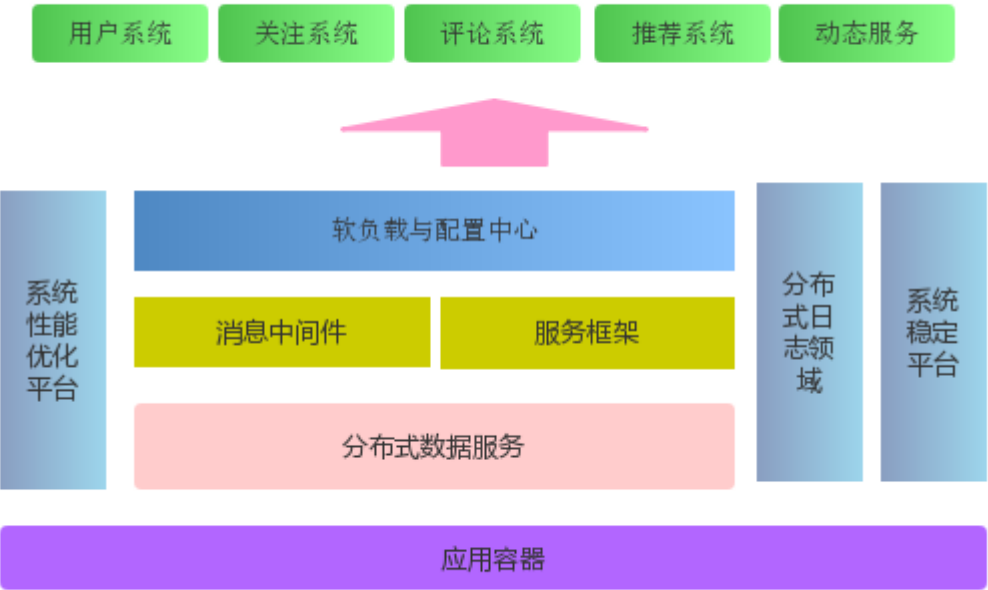 用户系统
关注系统
评论系统
推荐系统
动态服务
软负载与配置中心
系统
性能
优化
平台
消息中间件
服务框架
分布式数据服务
分布
式日
志领
域
系统
稳定
平台
应用容器